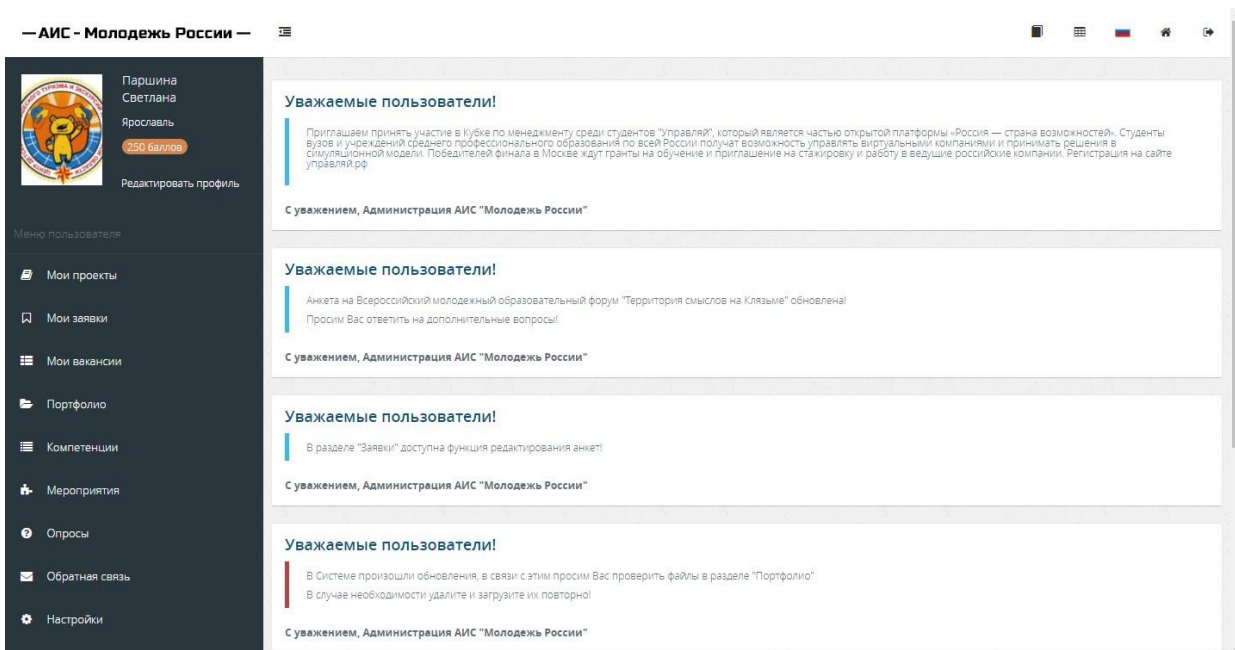 — АИС - Молодежь России —
Паршина
Светлана
Ярославль
250 баллов
Редактировать профиль
Меню пользователя
Мои проекты
Мои заявки
Мои вакансии
Портфолио
Компетенции
Мероприятия
Опросы
Обратная связь
Настройки
Уважаемые пользователи!
Приглашаем принять участие в Кубке по менеджменту среди студентов "Управляй", который является частью открытой платформы «Россия — страна возможностей». Студенты
вузов и учреждений среднего профессионального образования по всей России получат возможность управлять виртуальными компаниями и принимать решения в
симуляционной модели. Победителей финала в Москве ждут гранты на обучение и приглашение на стажировку и работу в ведущие российские компании. Регистрация на сайте
управляй.рф
С уважением, Администрация АИС "Молодежь России"
Уважаемые пользователи!
Анкета на Всероссийский молодежный образовательный форум "Территория смыслов на Клязьме" обновлена!
Просим Вас ответить на дополнительные вопросы!
С уважением, Администрация АИС "Молодежь России"
Уважаемые пользователи!
В разделе "Заявки" доступна функция редактирования анкет!
С уважением, Администрация АИС "Молодежь России"
Уважаемые пользователи!
В Системе произошли обновления, в связи с этим просим Вас проверить файлы в разделе "Портфолио"
В случае необходимости удалите и загрузите их повторно!
С уважением, Администрация АИС "Молодежь России"